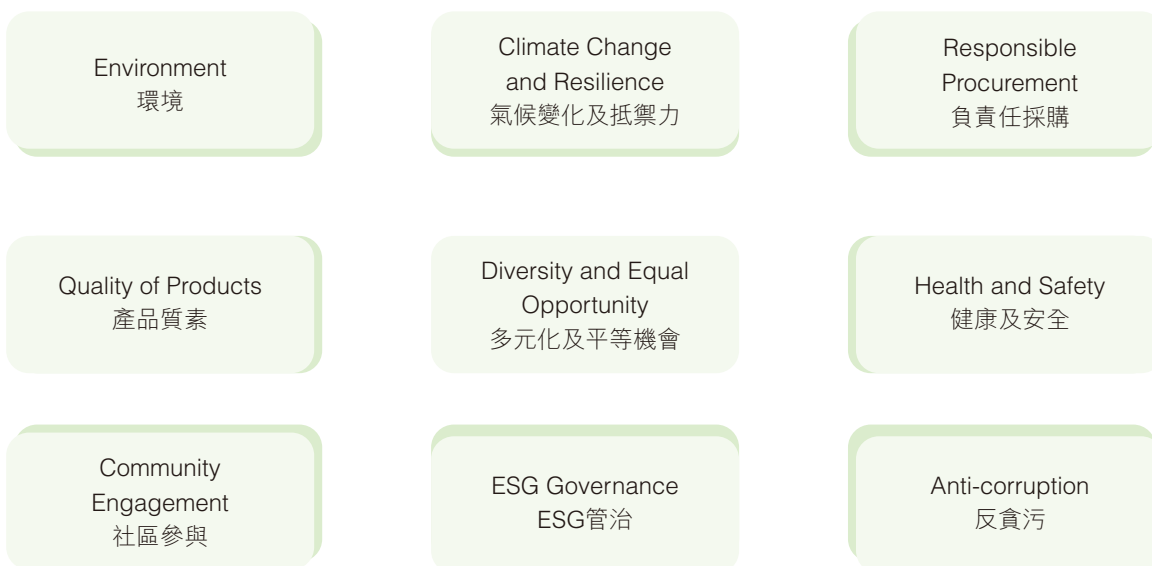 Environment
環境
Climate Change
and Resilience
氣候變化及抵禦力
Responsible
Procurement
負責任採購
Quality of Products
產品質素
Diversity and Equal
Opportunity
多元化及平等機會
Health and Safety
健康及安全
Community
Engagement
社區參與
ESG Governance
ESG管治
Anti-corruption
反貪污